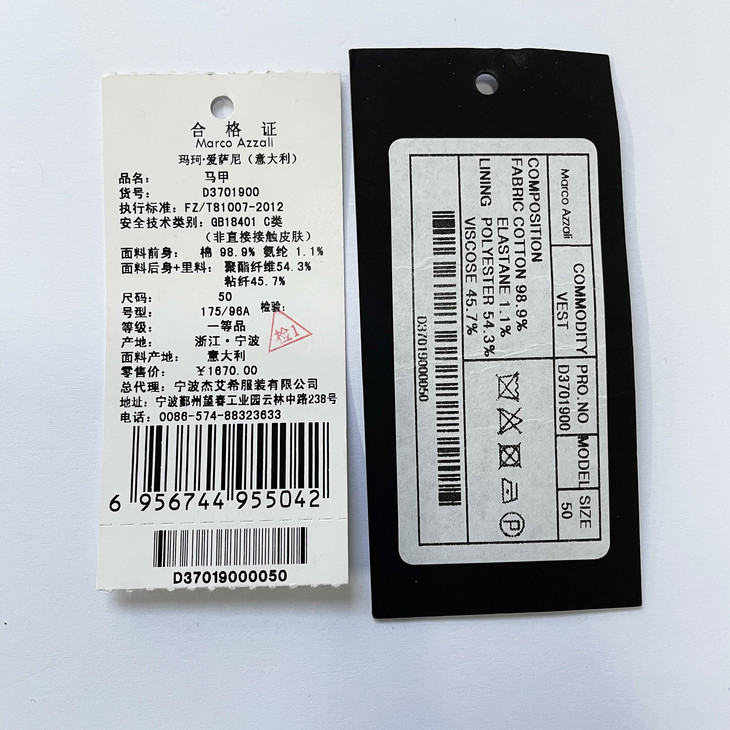 合格证
Marco Azzali
玛珂·爱萨尼（意大利）
品名： 马甲
货号： D3701900
执行标准：FZ/T81007-2012
安全技术类别：GB18401 C类
（非直接接触皮肤）
面料前身： 棉 98.9% 氨纶 1.1%
面料后身+里料： 聚酯纤维54.3%
粘纤45.7%
尺码： 50
号型： 175/96A 检验：
等级： 一等品
检1
产地： 浙江·宁波
面料产地： 意大利
零售价： ￥1670.00
总代理：宁波杰艾希服装有限公司
地址：宁波鄞州望春工业园云林中路238号
电话：0086-574-88323633
6 956744 955042
D37019000050
Marco Azzali
COMMODITY PRO.NO MODEL SIZE
VEST D3701900 50
COMPOSITION
FABRIC COTTON 98.9%
ELASTANE 1.1%
LINING POLYESTER 54.3%
VISCOSE 45.7%
P
D37019000050